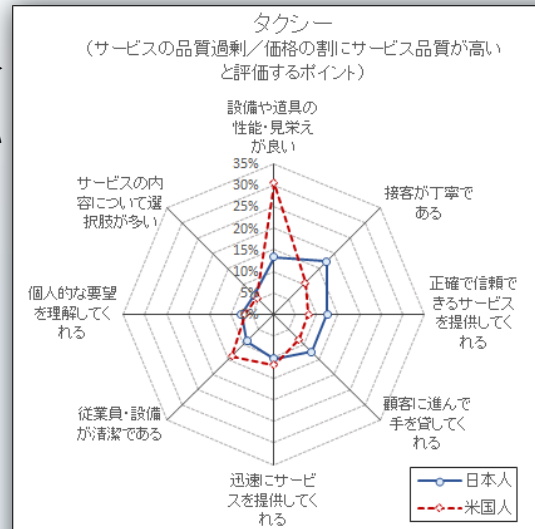 タクシー
（サービスの品質過剰／価格の割にサービス品質が高い
と評価するポイント）
設備や道具の
性能・見栄え
が良い
35%
30%
25%
20%
15%
10%
5%
%
接客が丁寧で
ある
正確で信頼で
きるサービス
を提供してく
れる
顧客に進んで
手を貸してく
れる
迅速にサービ
スを提供してく
れる
従業員・設備
が清潔である
個人的な要望
を理解してく
れる
サービスの内
容について選
択肢が多い
日本人
米国人